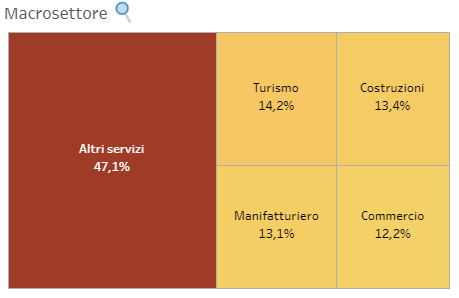 Macrosettore
Altri servizi
47,1%
Turismo
14,2%
Costruzioni
13,4%
Manifatturiero
13,1%
Commercio
12,2%